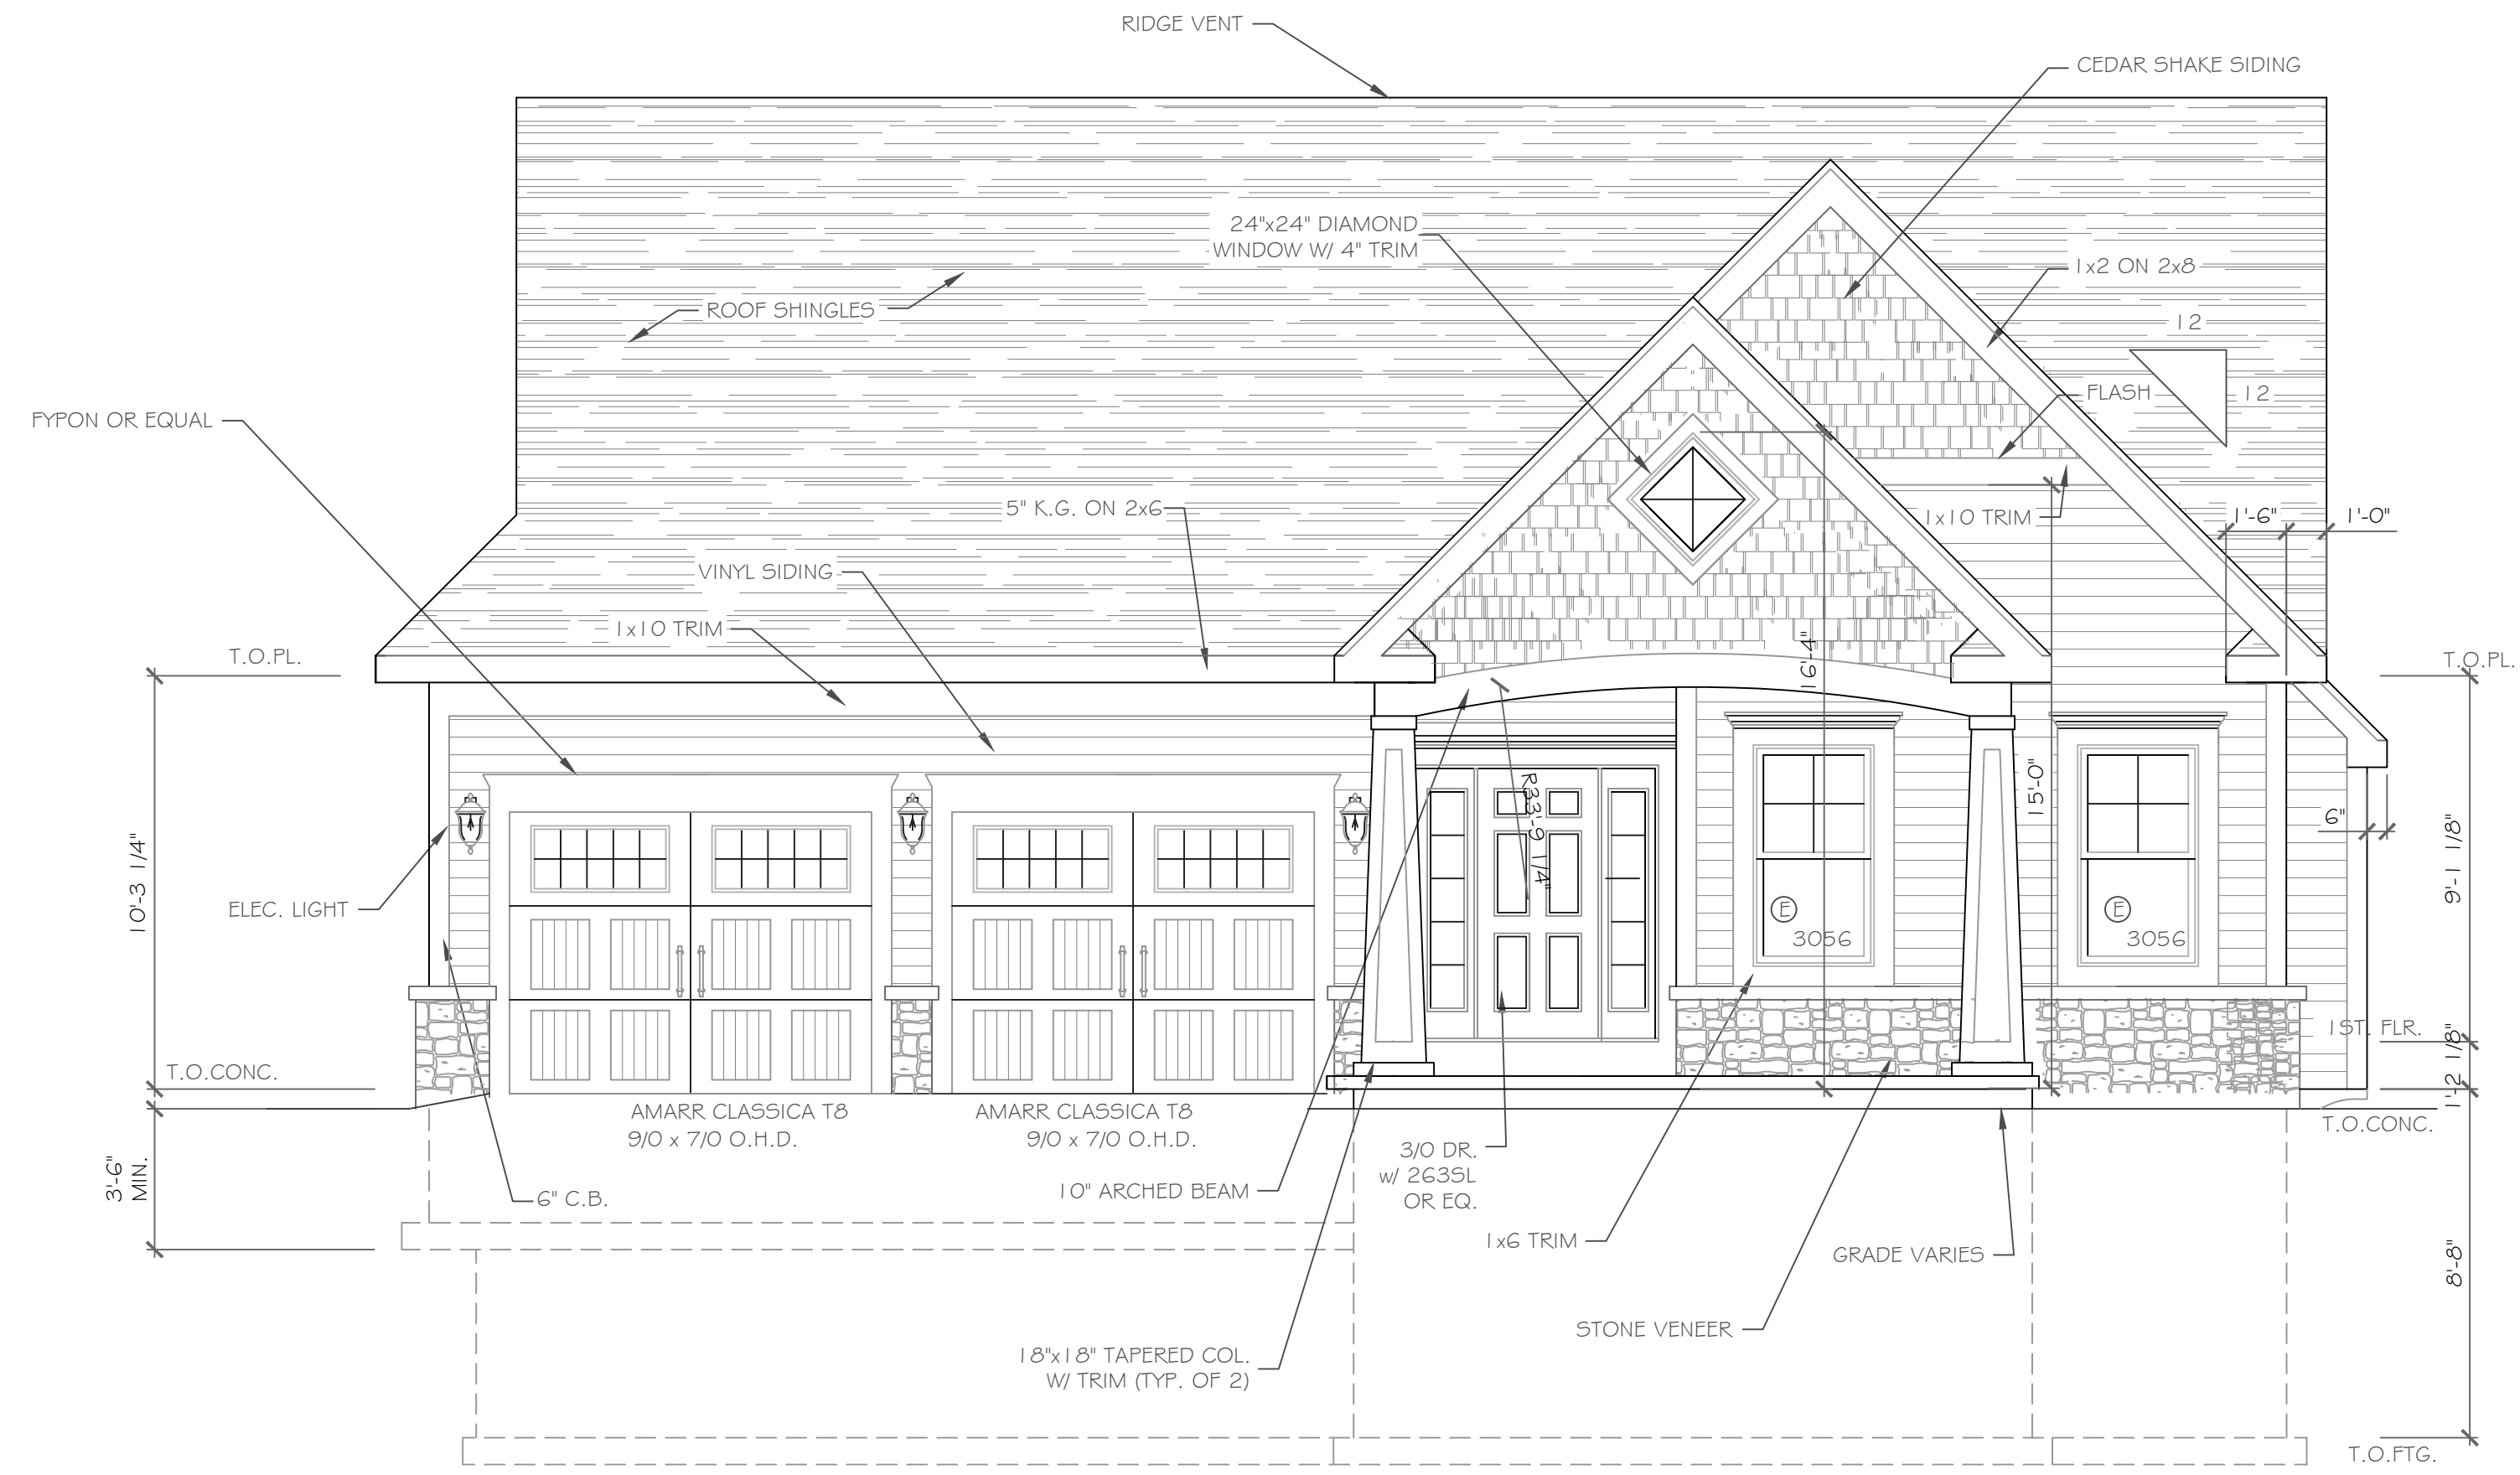 RIDGE VENT
CEDAR SHAKE SIDING
24"x24" DIAMOND
WINDOW W/ 4" TRIM
1x2 ON 2x8
ROOF SHINGLES
12
FLASH
12
FYPON OR EQUAL
5" K.G. ON 2x6
1x10 TRIM
1'-6"
1'-0"
VINYL SIDING
1x10 TRIM
T.O.PL.
T.O.PL.
19'-4"
15'-0"
R33'-9 1/4"
6"
10'-3 1/4"
9'-1 1/8"
ELEC. LIGHT
E
3056
E
3056
1ST. FLR.
1'-2 1/8"
T.O.CONC.
AMARR CLASSICA T8
9/0 x 7/0 O.H.D.
AMARR CLASSICA T8
9/0 x 7/0 O.H.D.
T.O.CONC.
3'-6"
MIN.
6" C.B.
10" ARCHED BEAM
3/0 DR.
w/ 263SL
OR EQ.
1x6 TRIM
GRADE VARIES
8'-8"
STONE VENEER
18"x18" TAPERED COL.
W/ TRIM (TYP. OF 2)
T.O.FTG.